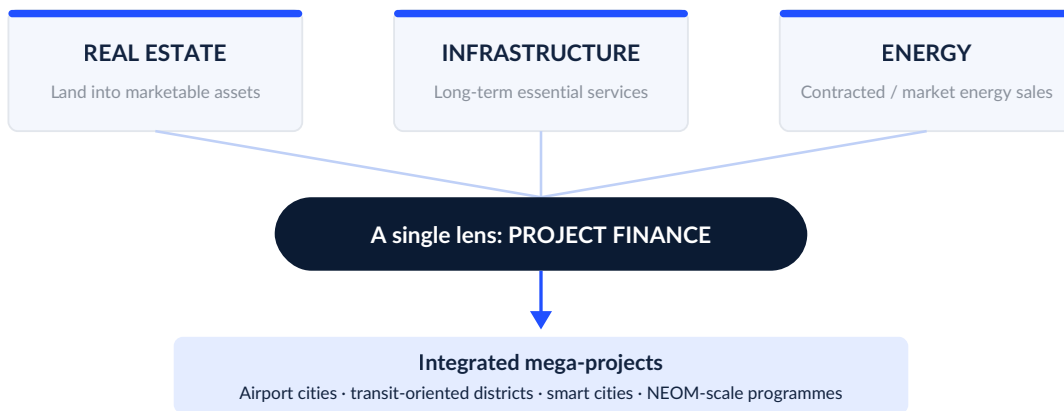 REAL ESTATE
Land into marketable assets
INFRASTRUCTURE
Long-term essential services
ENERGY
Contracted / market energy sales
A single lens: PROJECT FINANCE
Integrated mega-projects
Airport cities · transit-oriented districts · smart cities · NEOM-scale programmes